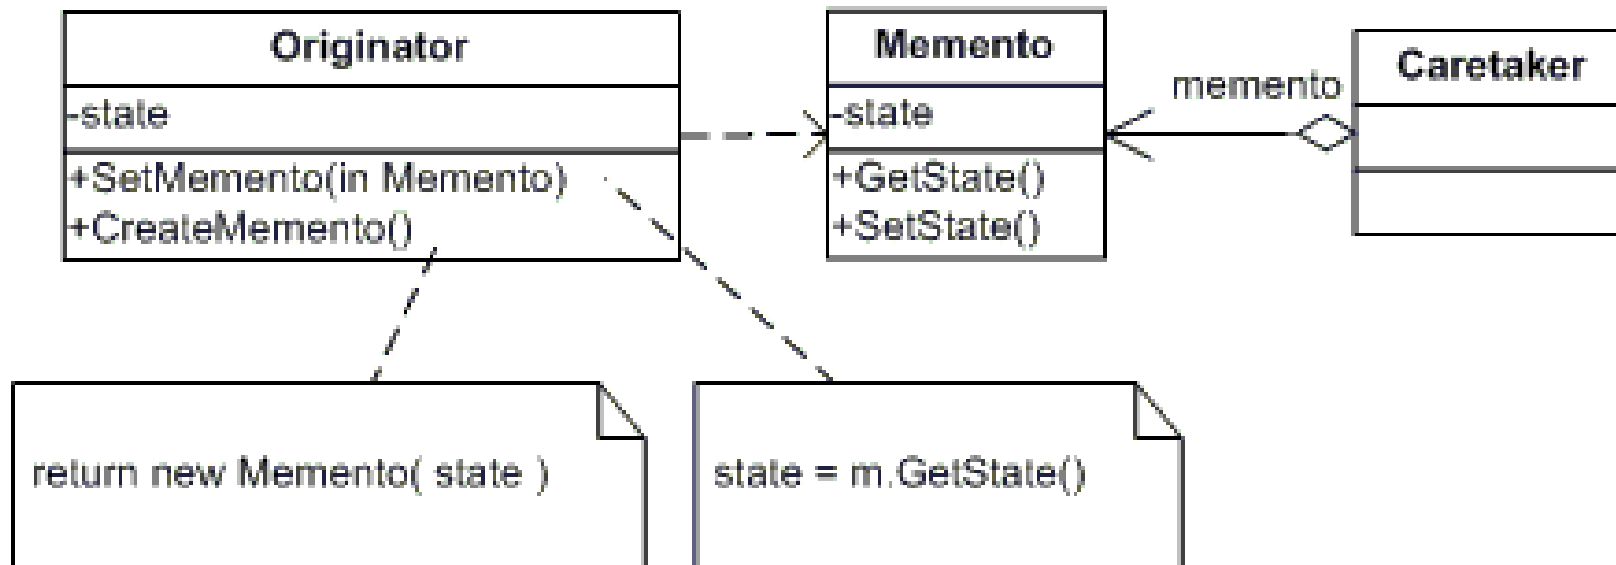 Originator
-state
+SetMemento(in Memento)
+CreateMemento()
Memento
-state
+GetState()
+SetState()
memento
Caretaker
return new Memento( state )
state = m.GetState()